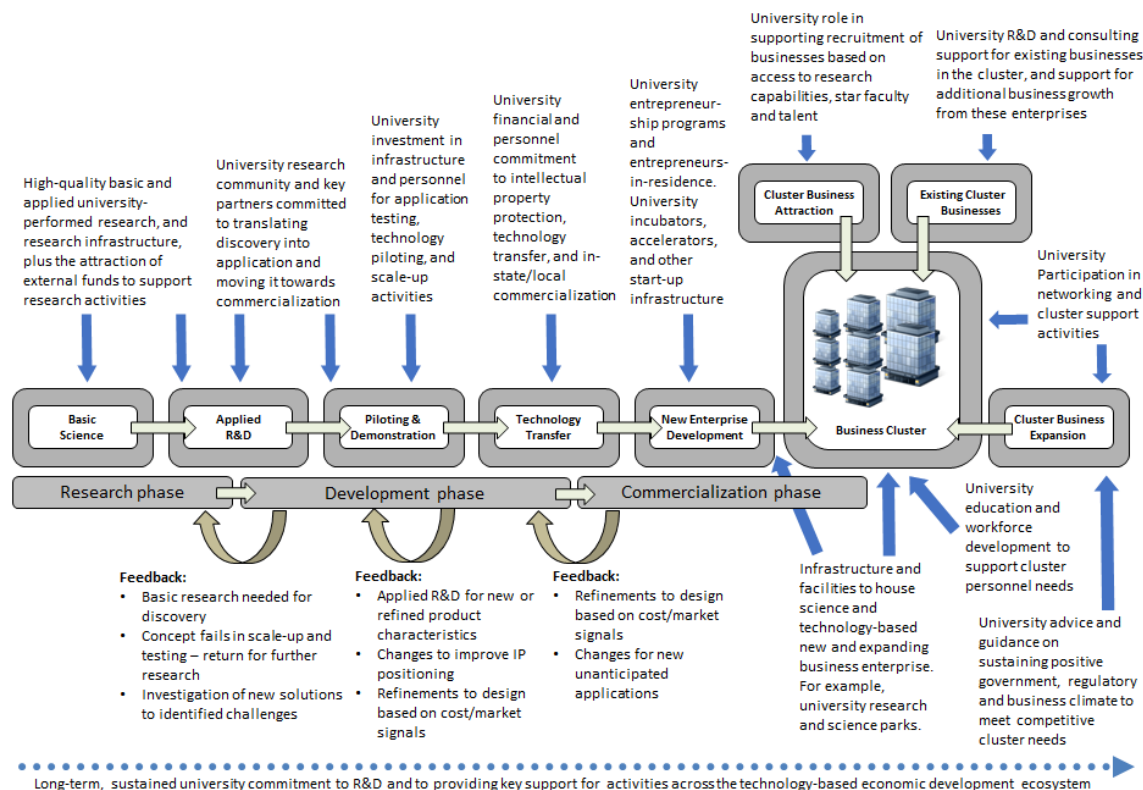 High-quality basic and
applied university-
performed research, and
research infrastructure,
plus the attraction of
external funds to support
research activities
University research
community and key
partners committed
to translating
discovery into
application and
moving it towards
commercialization
University
investment in
infrastructure
and personnel
for application
testing,
technology
piloting, and
scale-up
activities
University
financial and
personnel
commitment
to intellectual
property
protection,
technology
transfer, and in-
state/local
commercialization
University
entrepreneur-
ship programs
and
entrepreneurs-
in-residence.
University
incubators,
accelerators,
and other
start-up
infrastructure
University role in
supporting recruitment of
businesses based on
access to research
capabilities, star faculty
and talent
University R&D and consulting
support for existing businesses
in the cluster, and support for
additional business growth
from these enterprises
Cluster Business
Attraction
Existing Cluster
Businesses
University
Participation in
networking and
cluster support
activities
Basic
Science
Applied
R&D
Piloting &
Demonstration
Technology
Transfer
New Enterprise
Development
Business Cluster
Cluster Business
Expansion
Research phase
Development phase
Commercialization phase
Feedback:
• Basic research needed for
discovery
• Concept fails in scale-up and
testing – return for further
research
• Investigation of new solutions
to identified challenges
Feedback:
• Applied R&D for new or
refined product
characteristics
• Changes to improve IP
positioning
• Refinements to design
based on cost/market
signals
Feedback:
• Refinements to design
based on cost/market
signals
• Changes for new
unanticipated
applications
Infrastructure and
facilities to house
science and
technology-based
new and expanding
business enterprise.
For example,
university research
and science parks.
University
education and
workforce
development to
support cluster
personnel needs
University advice and
guidance on
sustaining positive
government, regulatory
and business climate to
meet competitive
cluster needs
Long-term, sustained university commitment to R&D and to providing key support for activities across the technology-based economic development ecosystem